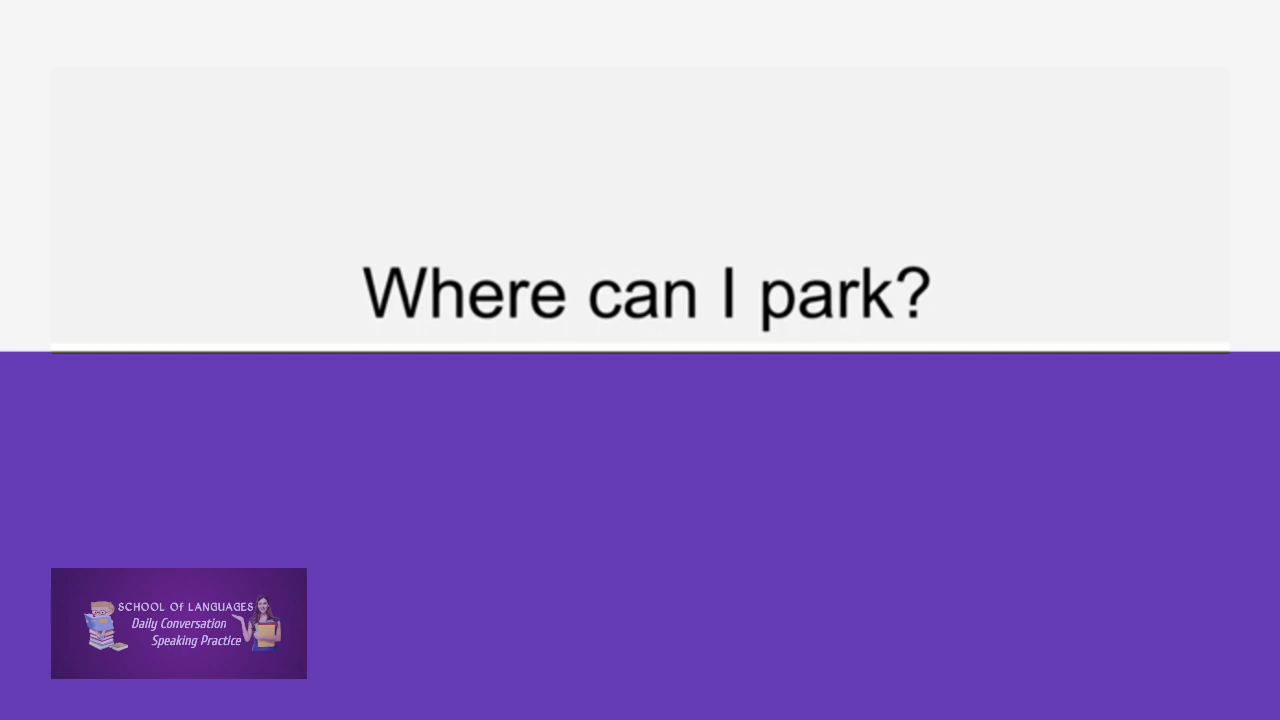 Where can I park?
SCHOOL Of LANGUAGES
Daily Conversation
Speaking Practice